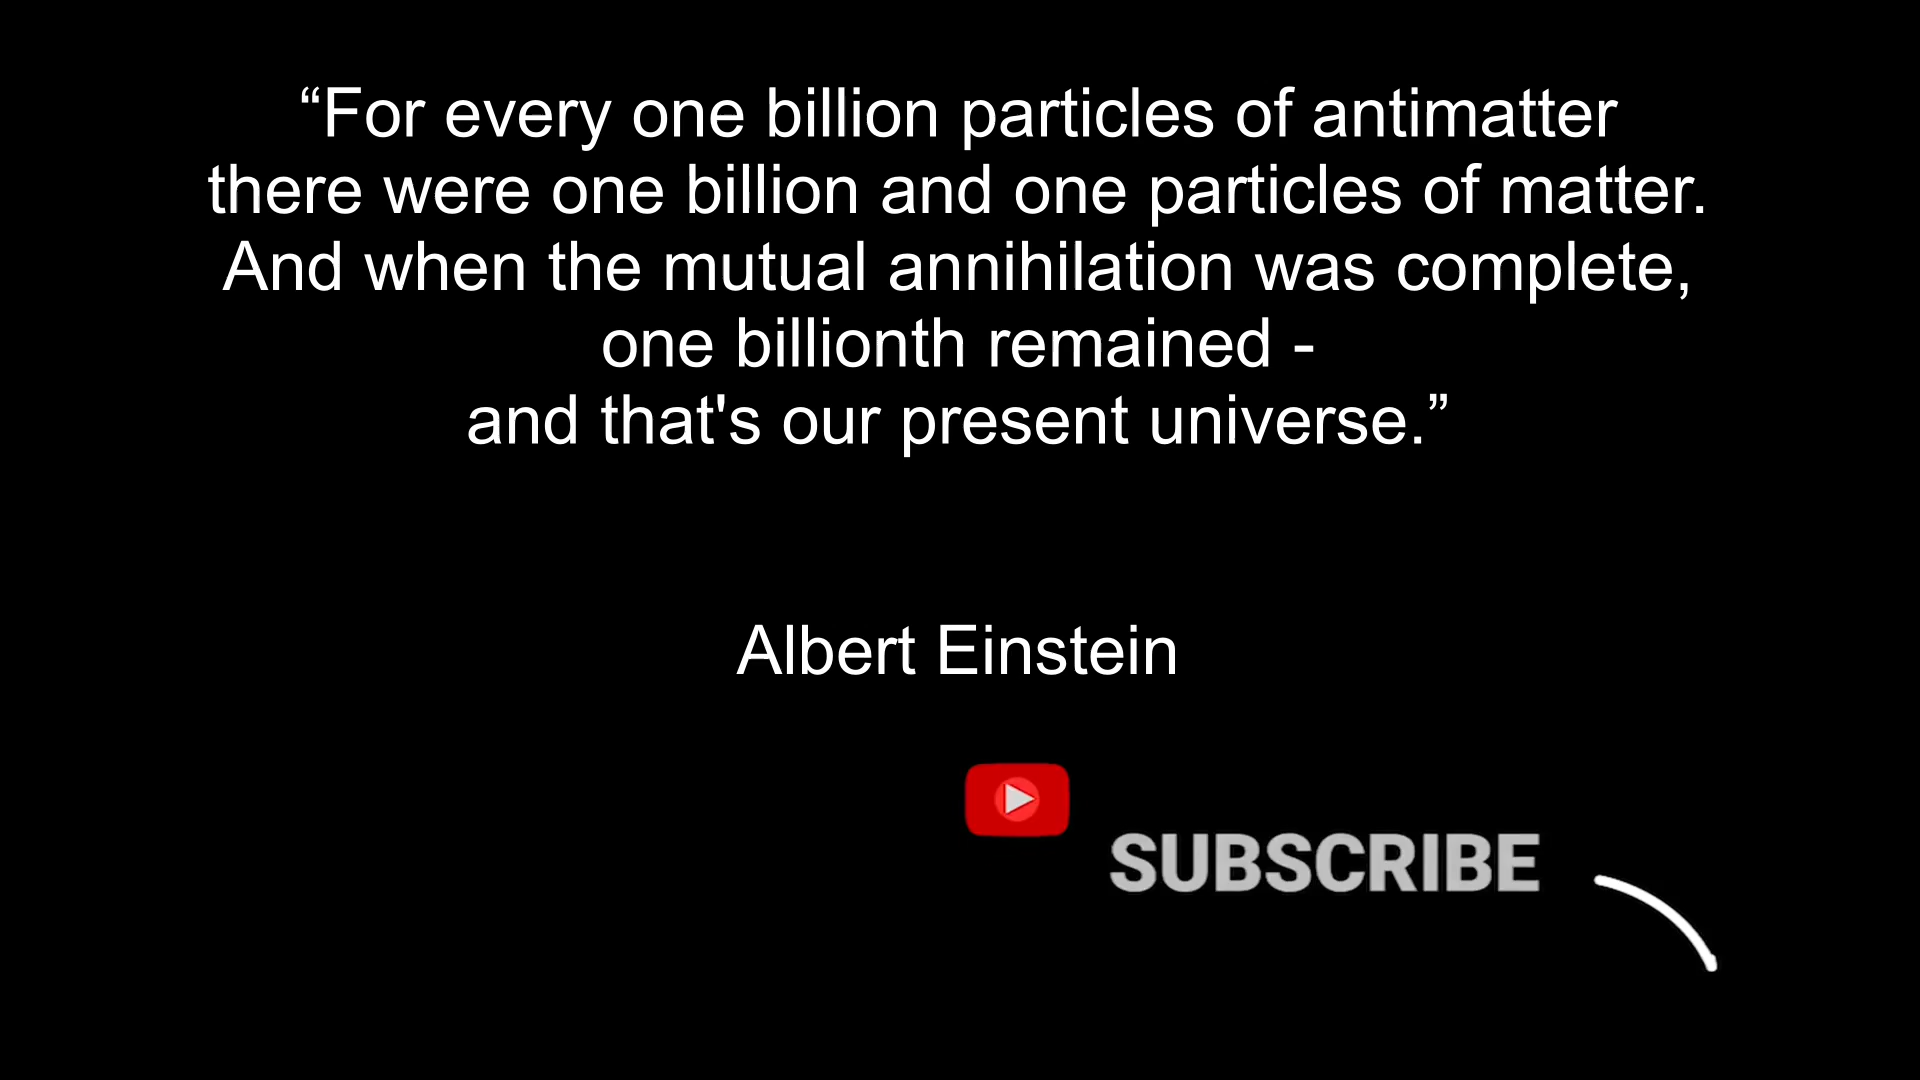 “For every one billion particles of antimatter
there were one billion and one particles of matter.
And when the mutual annihilation was complete,
one billionth remained -
and that's our present universe.”
Albert Einstein
SUBSCRIBE